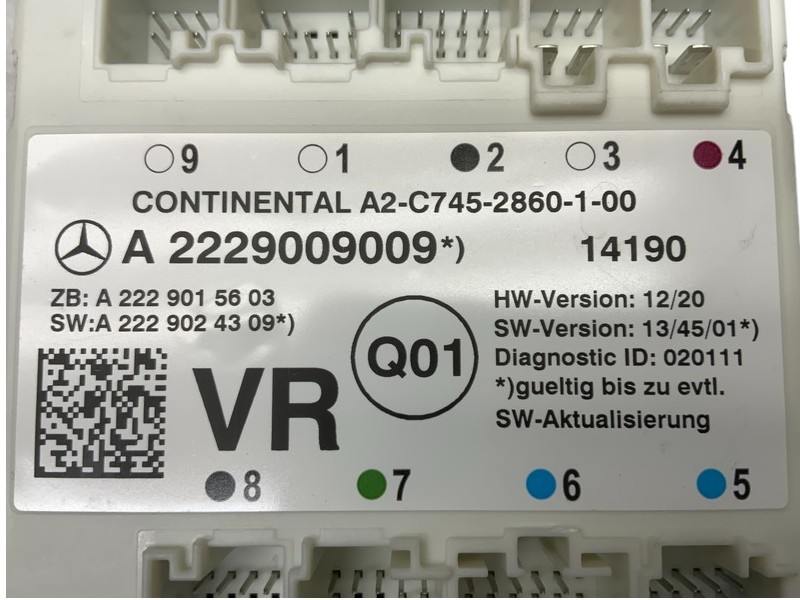 9 1 2 3 4
CONTINENTAL A2-C745-2860-1-00
A 2229009009*) 14190
ZB: A 222 901 56 03
SW:A 222 902 43 09*)
HW-Version: 12/20
SW-Version: 13/45/01*)
Diagnostic ID: 020111
*)gueltig bis zu evtl.
SW-Aktualisierung
Q01
VR
8 7 6 5